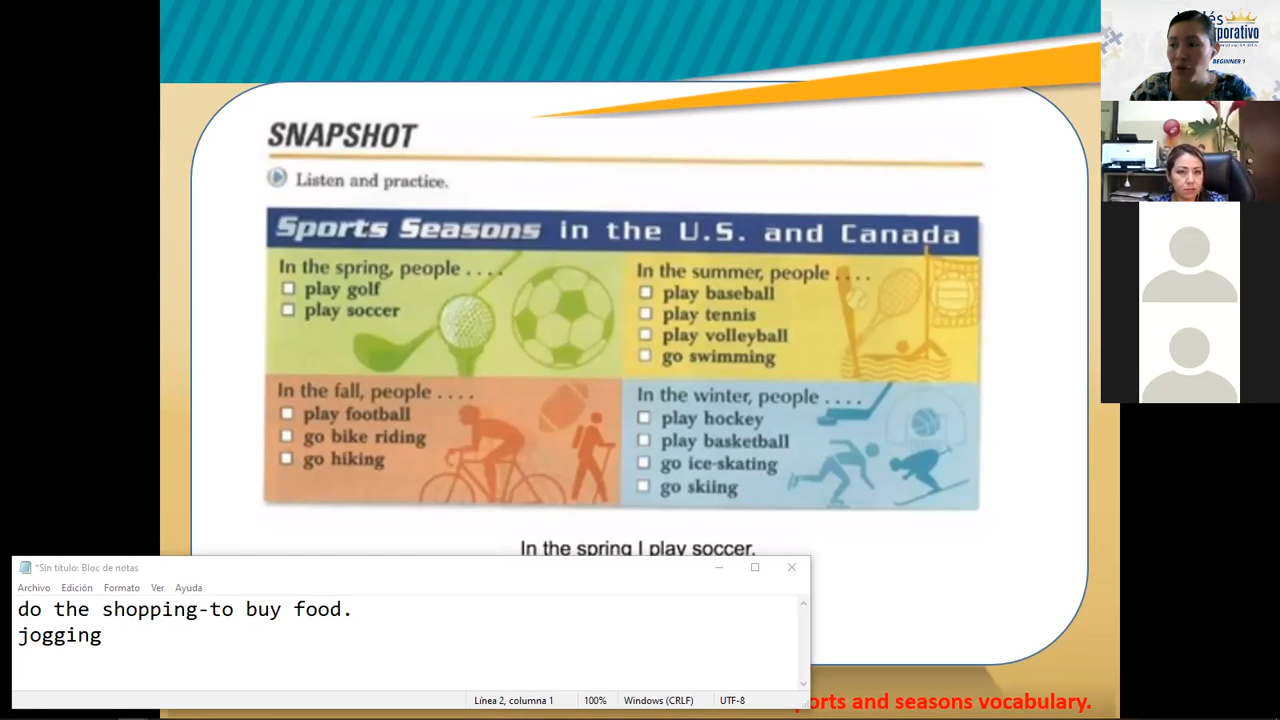 SNAPSHOT
Listen and practice.
Sports Seasons in the U.S. and Canada
In the spring, people . . . .
play golf
play soccer
In the summer, people . . . .
play baseball
play tennis
play volleyball
go swimming
In the fall, people . . . .
play football
go bike riding
go hiking
In the winter, people . . . .
play hockey
play basketball
go ice-skating
go skiing
In the spring I play soccer.
*Sin título: Bloc de notas
Archivo Edición Formato Ver Ayuda
do the shopping-to buy food.
jogging
Línea 2, columna 1 100% Windows (CRLF) UTF-8
and seasons vocabulary.
BEGINNER 1